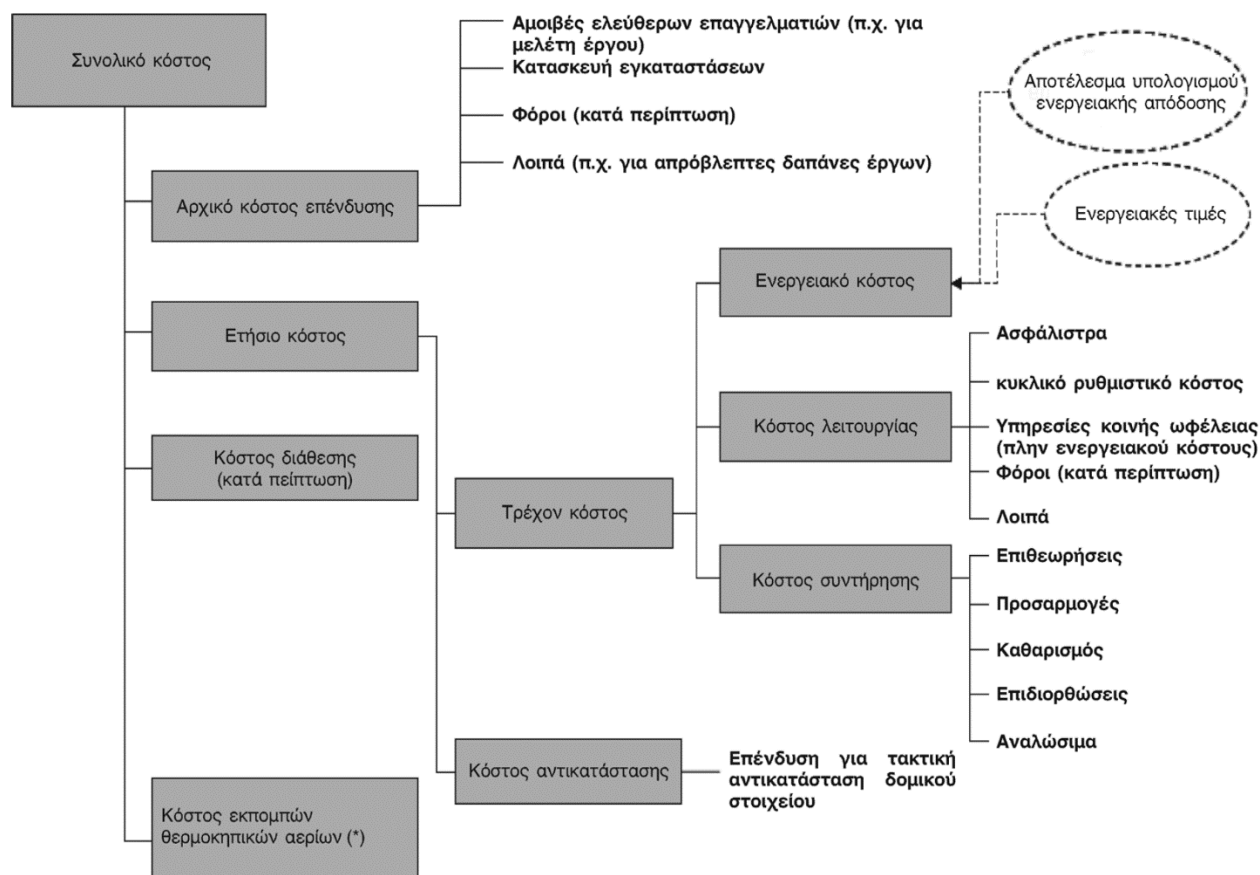 Συνολικό κόστος
Αμοιβές ελεύθερων επαγγελματιών (π.χ. για
μελέτη έργου)
Κατασκευή εγκαταστάσεων
Φόροι (κατά περίπτωση)
Λοιπά (π.χ. για απρόβλεπτες δαπάνες έργων)
Αποτέλεσμα υπολογισμού
ενεργειακής απόδοσης
Αρχικό κόστος επένδυσης
Ενεργειακές τιμές
Ενεργειακό κόστος
Ετήσιο κόστος
Ασφάλιστρα
κυκλικό ρυθμιστικό κόστος
Κόστος λειτουργίας
Υπηρεσίες κοινής ωφέλειας
(πλην ενεργειακού κόστους)
Φόροι (κατά περίπτωση)
Λοιπά
Κόστος διάθεσης
(κατά πείπτωση)
Τρέχον κόστος
Κόστος συντήρησης
Επιθεωρήσεις
Προσαρμογές
Καθαρισμός
Επιδιορθώσεις
Αναλώσιμα
Κόστος αντικατάστασης
Επένδυση για τακτική
αντικατάσταση δομικού
στοιχείου
Κόστος εκπομπών
θερμοκηπικών αερίων (*)